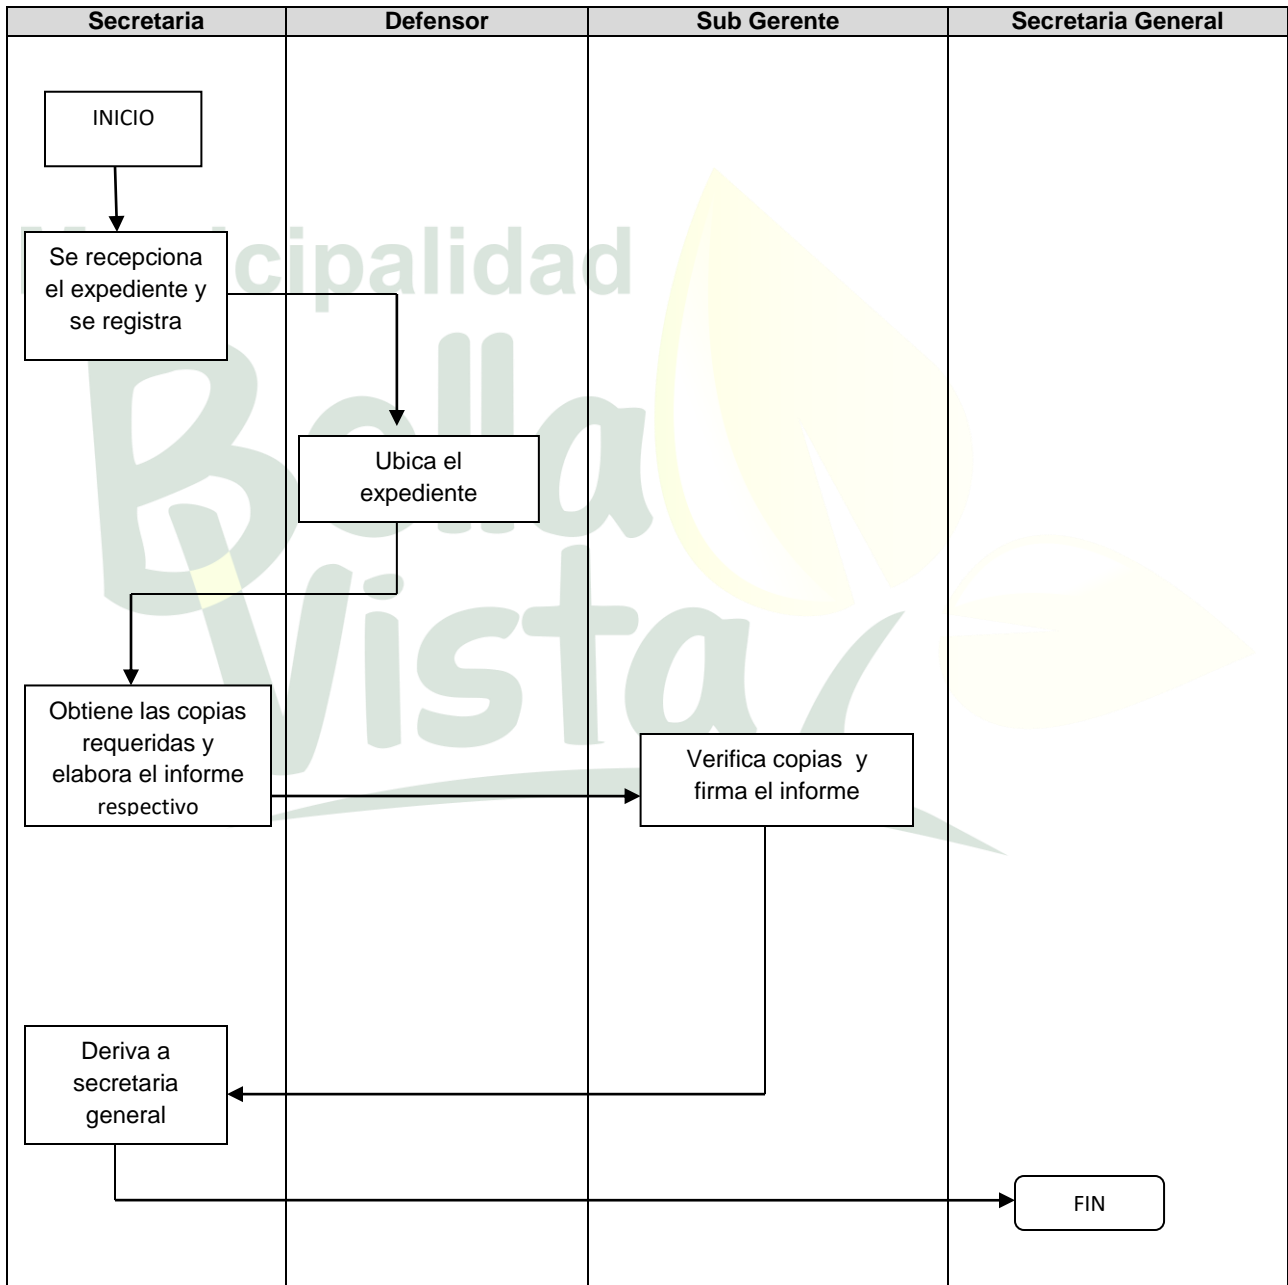 Secretaria
Defensor
Sub Gerente
Secretaria General
INICIO
Se recepciona
el expediente y
se registra
Ubica el
expediente
Obtiene las copias
requeridas y
elabora el informe
respectivo
Verifica copias y
firma el informe
Deriva a
secretaria
general
FIN
Municipalidad
Bella
Vista